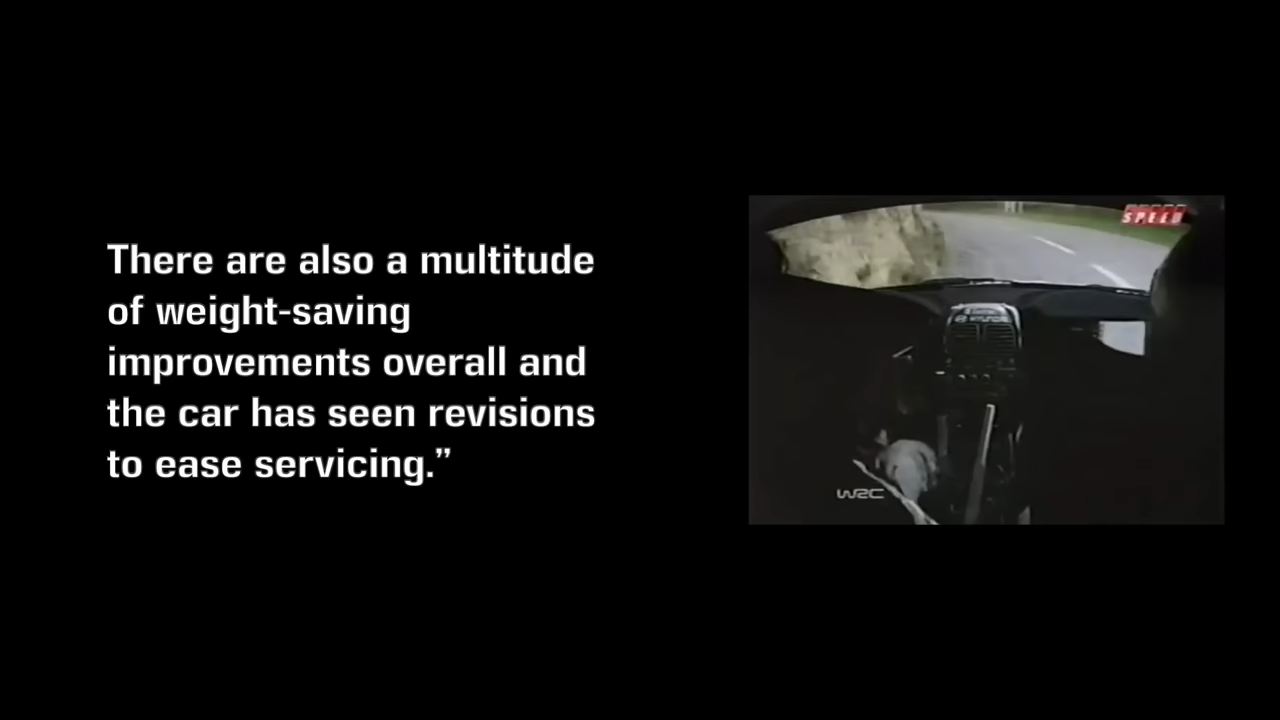 There are also a multitude
of weight-saving
improvements overall and
the car has seen revisions
to ease servicing.”
SPEED
WRC